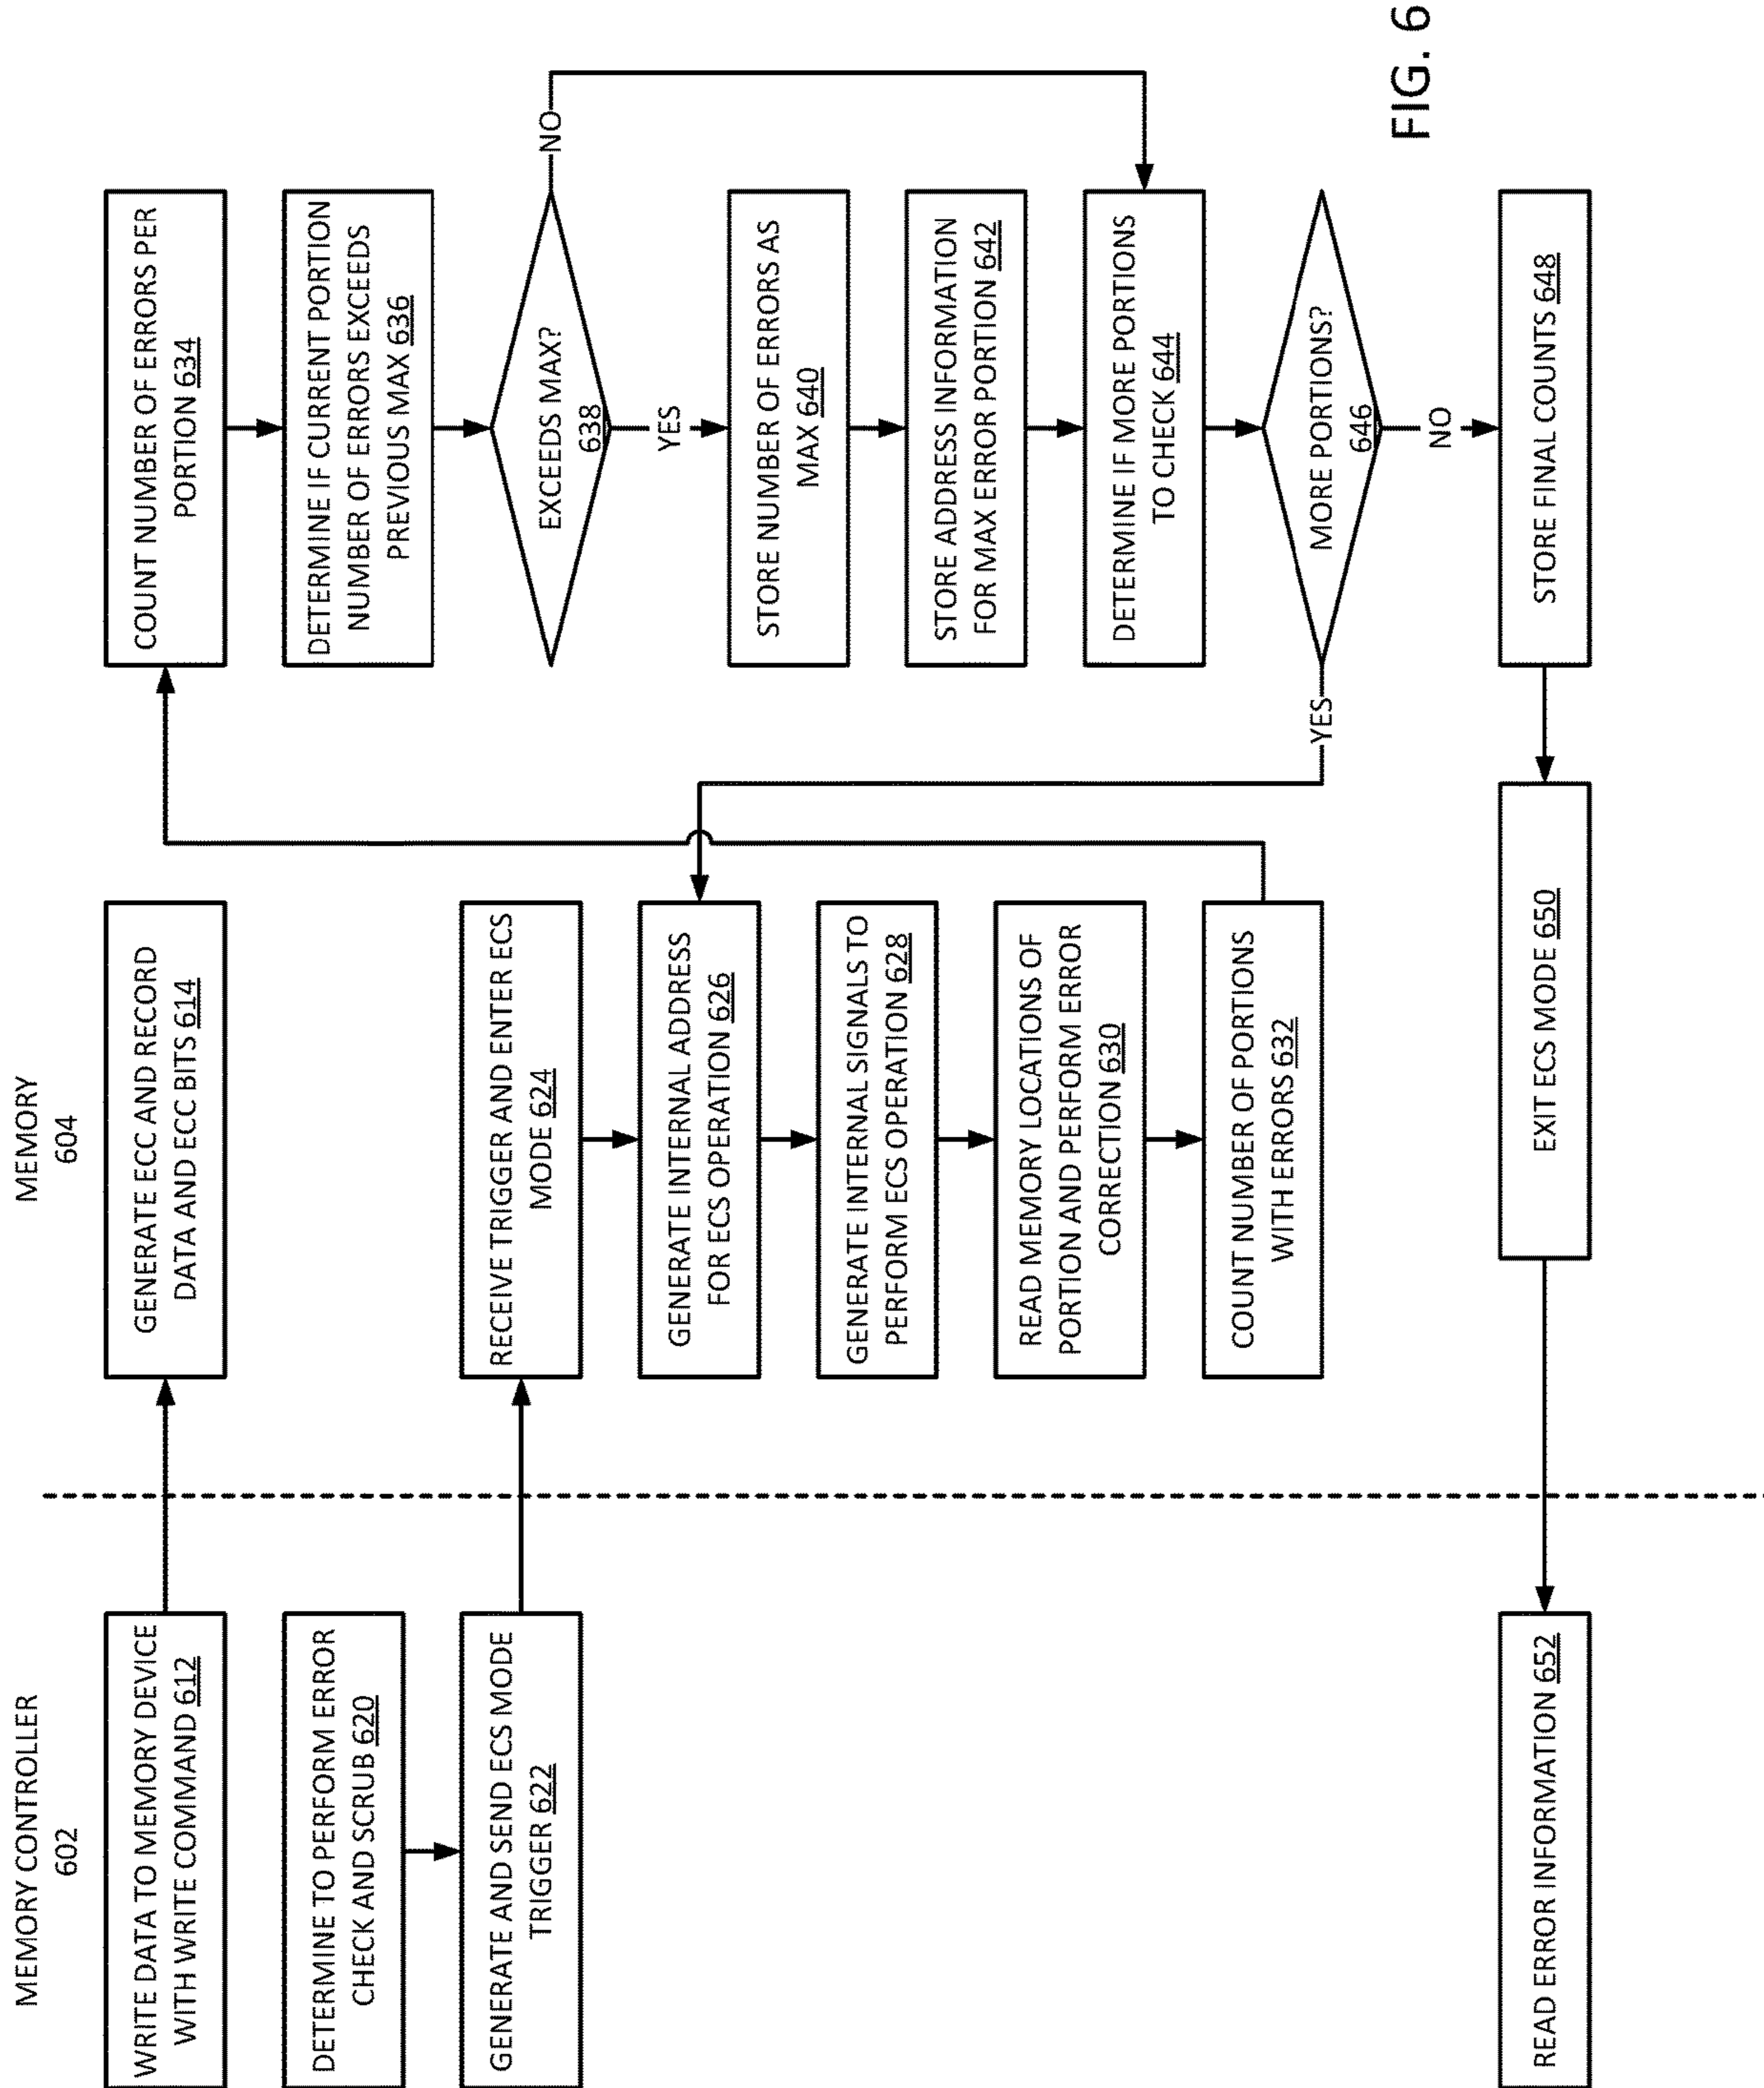 MEMORY CONTROLLER
602
WRITE DATA TO MEMORY DEVICE
WITH WRITE COMMAND 612
DETERMINE TO PERFORM ERROR
CHECK AND SCRUB 620
GENERATE AND SEND ECS MODE
TRIGGER 622
READ ERROR INFORMATION 652
MEMORY
604
GENERATE ECC AND RECORD
DATA AND ECC BITS 614
RECEIVE TRIGGER AND ENTER ECS
MODE 624
GENERATE INTERNAL ADDRESS
FOR ECS OPERATION 626
GENERATE INTERNAL SIGNALS TO
PERFORM ECS OPERATION 628
READ MEMORY LOCATIONS OF
PORTION AND PERFORM ERROR
CORRECTION 630
COUNT NUMBER OF PORTIONS
WITH ERRORS 632
EXIT ECS MODE 650
COUNT NUMBER OF ERRORS PER
PORTION 634
DETERMINE IF CURRENT PORTION
NUMBER OF ERRORS EXCEEDS
PREVIOUS MAX 636
EXCEEDS MAX?
638
NO
YES
STORE NUMBER OF ERRORS AS
MAX 640
STORE ADDRESS INFORMATION
FOR MAX ERROR PORTION 642
DETERMINE IF MORE PORTIONS
TO CHECK 644
YES
MORE PORTIONS?
646
NO
STORE FINAL COUNTS 648
FIG. 6